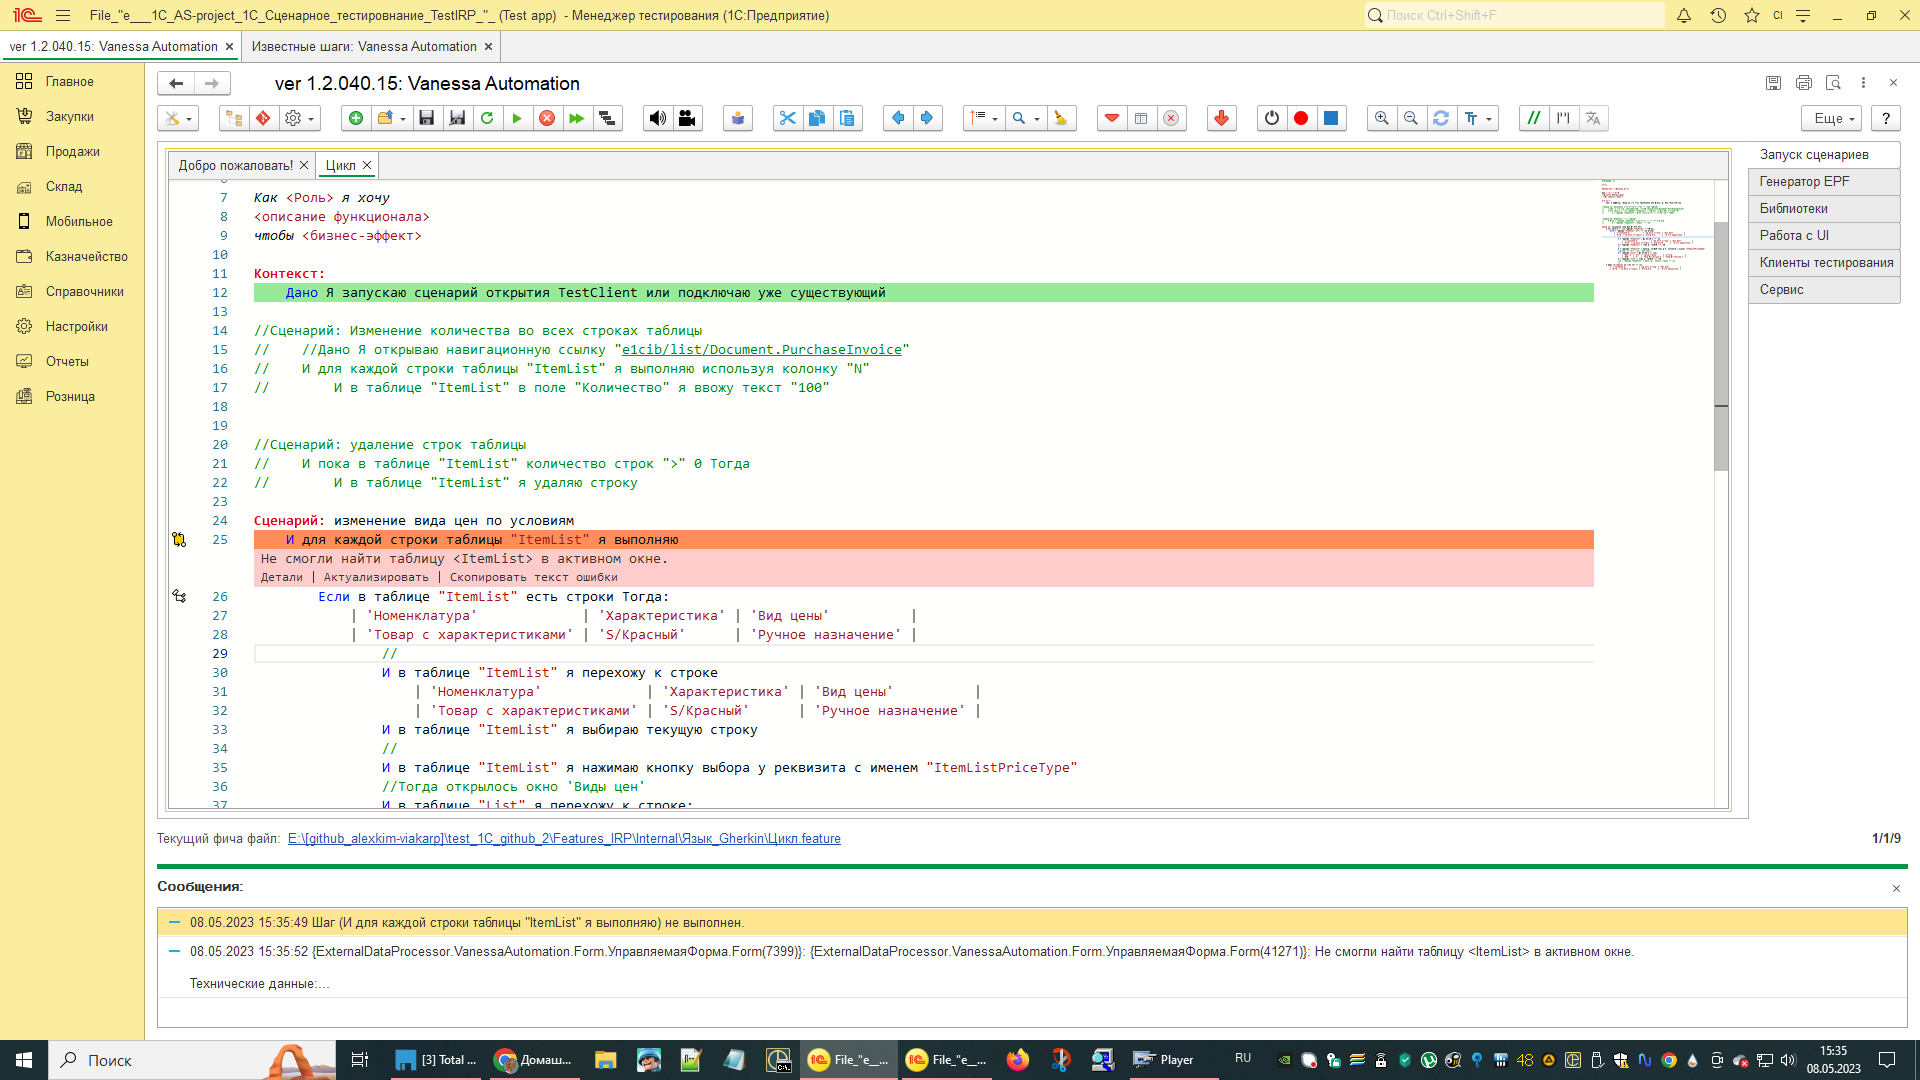 File_"e___1C_AS-project_1C_Сценарное_тестировнание_TestIRP_"_ (Test app) - Менеджер тестирования (1С:Предприятие)
Поиск Ctrl+Shift+F
CI
ver 1.2.040.15: Vanessa Automation
Известные шаги: Vanessa Automation
Главное
Закупки
Продажи
Склад
Мобильное
Казначейство
Справочники
Настройки
Отчеты
Розница
ver 1.2.040.15: Vanessa Automation
Еще
?
Добро пожаловать!
Цикл
Запуск сценариев
Генератор EPF
Библиотеки
Работа с UI
Клиенты тестирования
Сервис
7 Как <Роль> я хочу
8 <описание функционала>
9 чтобы <бизнес-эффект>
10
11 Контекст:
12 Дано Я запускаю сценарий открытия TestClient или подключаю уже существующий
13
14 //Сценарий: Изменение количества во всех строках таблицы
15 // //Дано Я открываю навигационную ссылку "e1cib/list/Document.PurchaseInvoice"
16 // И для каждой строки таблицы "ItemList" я выполняю используя колонку "N"
17 // И в таблице "ItemList" в поле "Количество" я ввожу текст "100"
18
19
20 //Сценарий: удаление строк таблицы
21 // И пока в таблице "ItemList" количество строк ">" 0 Тогда
22 // И в таблице "ItemList" я удаляю строку
23
24 Сценарий: изменение вида цен по условиям
25 И для каждой строки таблицы "ItemList" я выполняю
Не смогли найти таблицу <ItemList> в активном окне.
Детали | Актуализировать | Скопировать текст ошибки
26 Если в таблице "ItemList" есть строки Тогда:
27 | 'Номенклатура' | 'Характеристика' | 'Вид цены' |
28 | 'Товар с характеристиками' | 'S/Красный' | 'Ручное назначение' |
29 //
30 И в таблице "ItemList" я перехожу к строке
31 | 'Номенклатура' | 'Характеристика' | 'Вид цены' |
32 | 'Товар с характеристиками' | 'S/Красный' | 'Ручное назначение' |
33 И в таблице "ItemList" я выбираю текущую строку
34 //
35 И в таблице "ItemList" я нажимаю кнопку выбора у реквизита с именем "ItemListPriceType"
36 //Тогда открылось окно 'Виды цен'
37 И в таблице "List" я перехожу к строке:
Текущий фича файл: E:\[github_alexkim-viakarp]\test_1C_github_2\Features_IRP\Internal\Язык_Gherkin\Цикл.feature
1/1/9
Сообщения:
08.05.2023 15:35:49 Шаг (И для каждой строки таблицы "ItemList" я выполняю) не выполнен.
08.05.2023 15:35:52 {ExternalDataProcessor.VanessaAutomation.Form.УправляемаяФорма.Form(7399)}: {ExternalDataProcessor.VanessaAutomation.Form.УправляемаяФорма.Form(41271)}: Не смогли найти таблицу <ItemList> в активном окне.
Технические данные:...
Поиск
[3] Total ...
Домаш...
File_"e__...
File_"e__...
Player
RU
48
15:35
08.05.2023